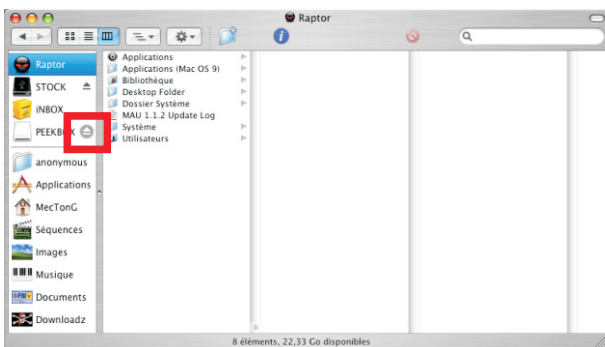 Raptor
Raptor
STOCK
iNBOX
PEEKBOX
anonymous
Applications
MecTonG
Séquences
Images
Musique
Documents
Downloadz
Applications
Applications (Mac OS 9)
Bibliothèque
Desktop Folder
Dossier Système
MAU 1.1.2 Update Log
Système
Utilisateurs
8 éléments, 22,33 Go disponibles